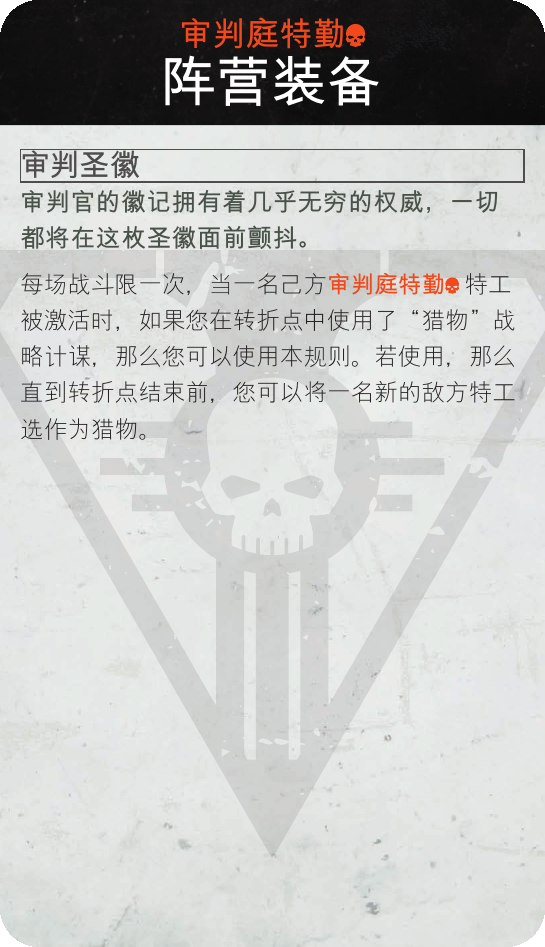 审判庭特勤
阵营装备
审判圣徽
审判官的徽记拥有着几乎无穷的权威，一切
都将在这枚圣徽面前颤抖。
每场战斗限一次，当一名己方审判庭特勤特工
被激活时，如果您在转折点中使用了“猎物”战
略计谋，那么您可以使用本规则。若使用，那么
直到转折点结束前，您可以将一名新的敌方特工
选作为猎物。